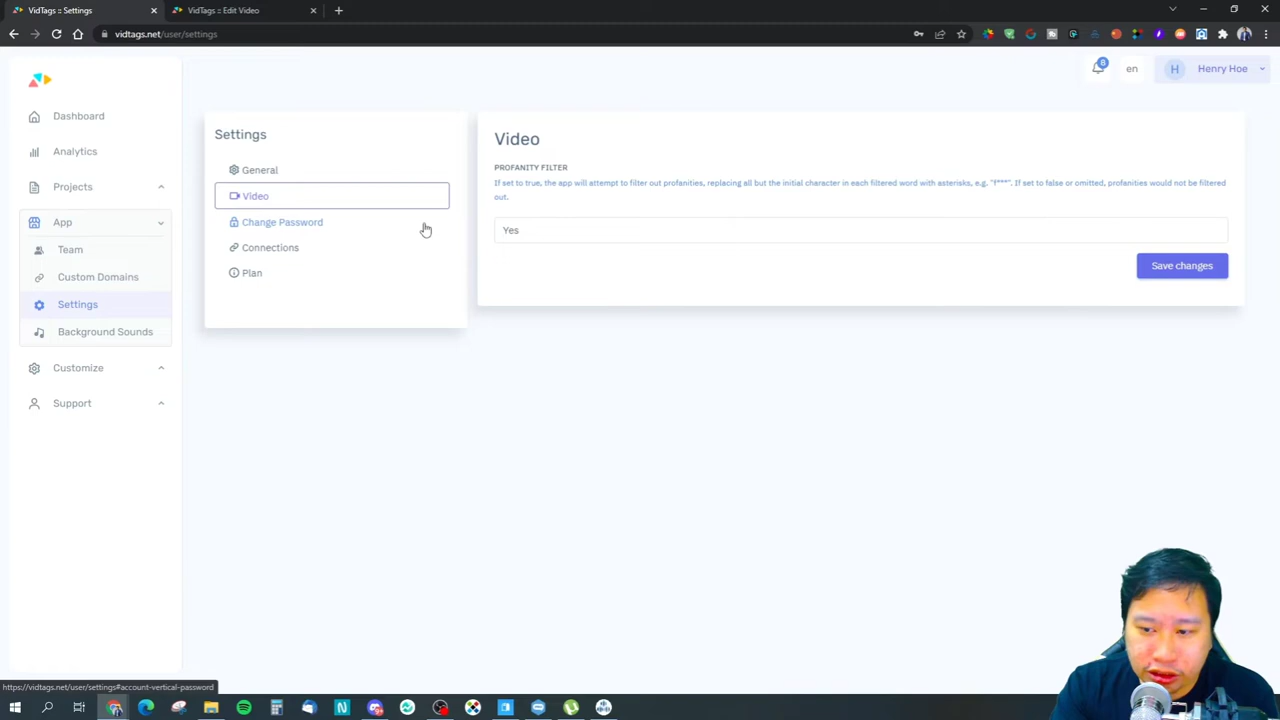 VidTags :: Settings
VidTags :: Edit Video
vidtags.net/user/settings
8
en
H
Henry Hoe
Dashboard
Analytics
Projects
App
Team
Custom Domains
Settings
Background Sounds
Customize
Support
Settings
General
Video
Change Password
Connections
Plan
Video
PROFANITY FILTER
If set to true, the app will attempt to filter out profanities, replacing all but the initial character in each filtered word with asterisks, e.g. "f***". If set to false or omitted, profanities would not be filtered
out.
Yes
Save changes
https://vidtags.net/user/settings#account-vertical-password